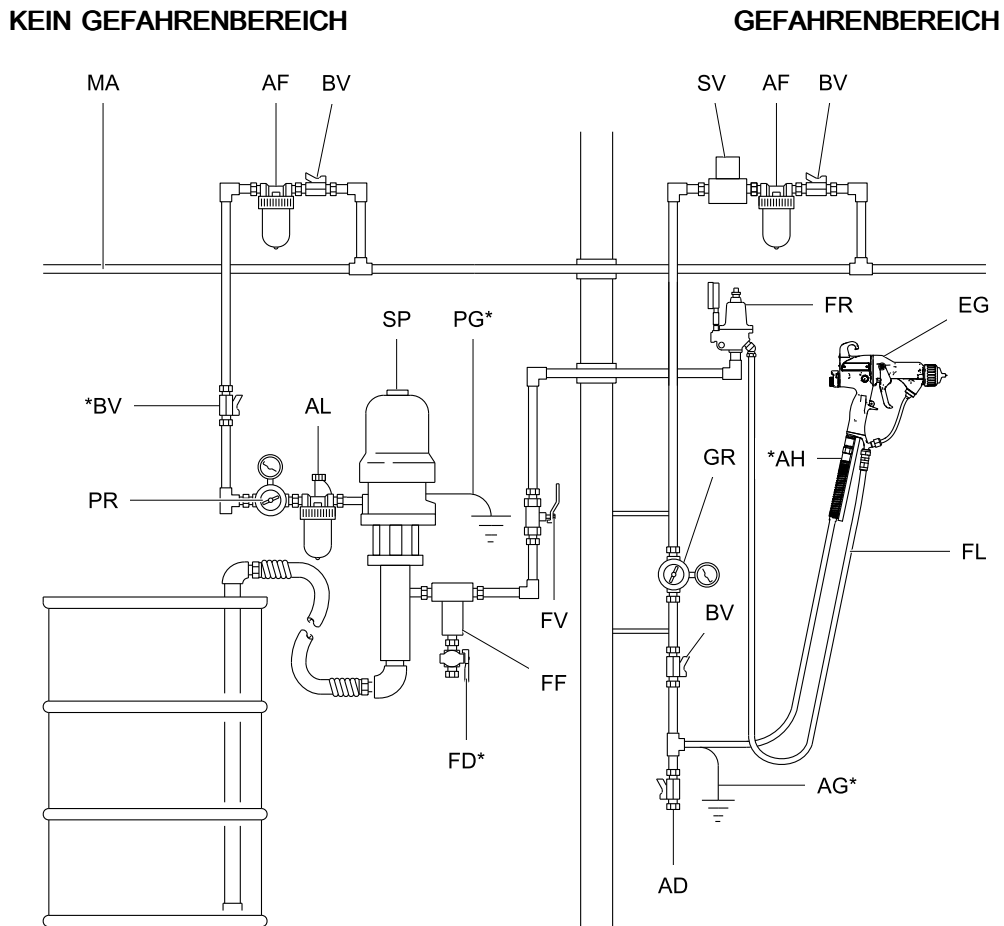 KEIN GEFAHRENBEREICH GEFAHRENBEREICH
MA AF BV SV AF BV
FR EG
SP PG*
*BV AL
GR *AH
PR
FL
FV BV
FF
FD* AG*
AD